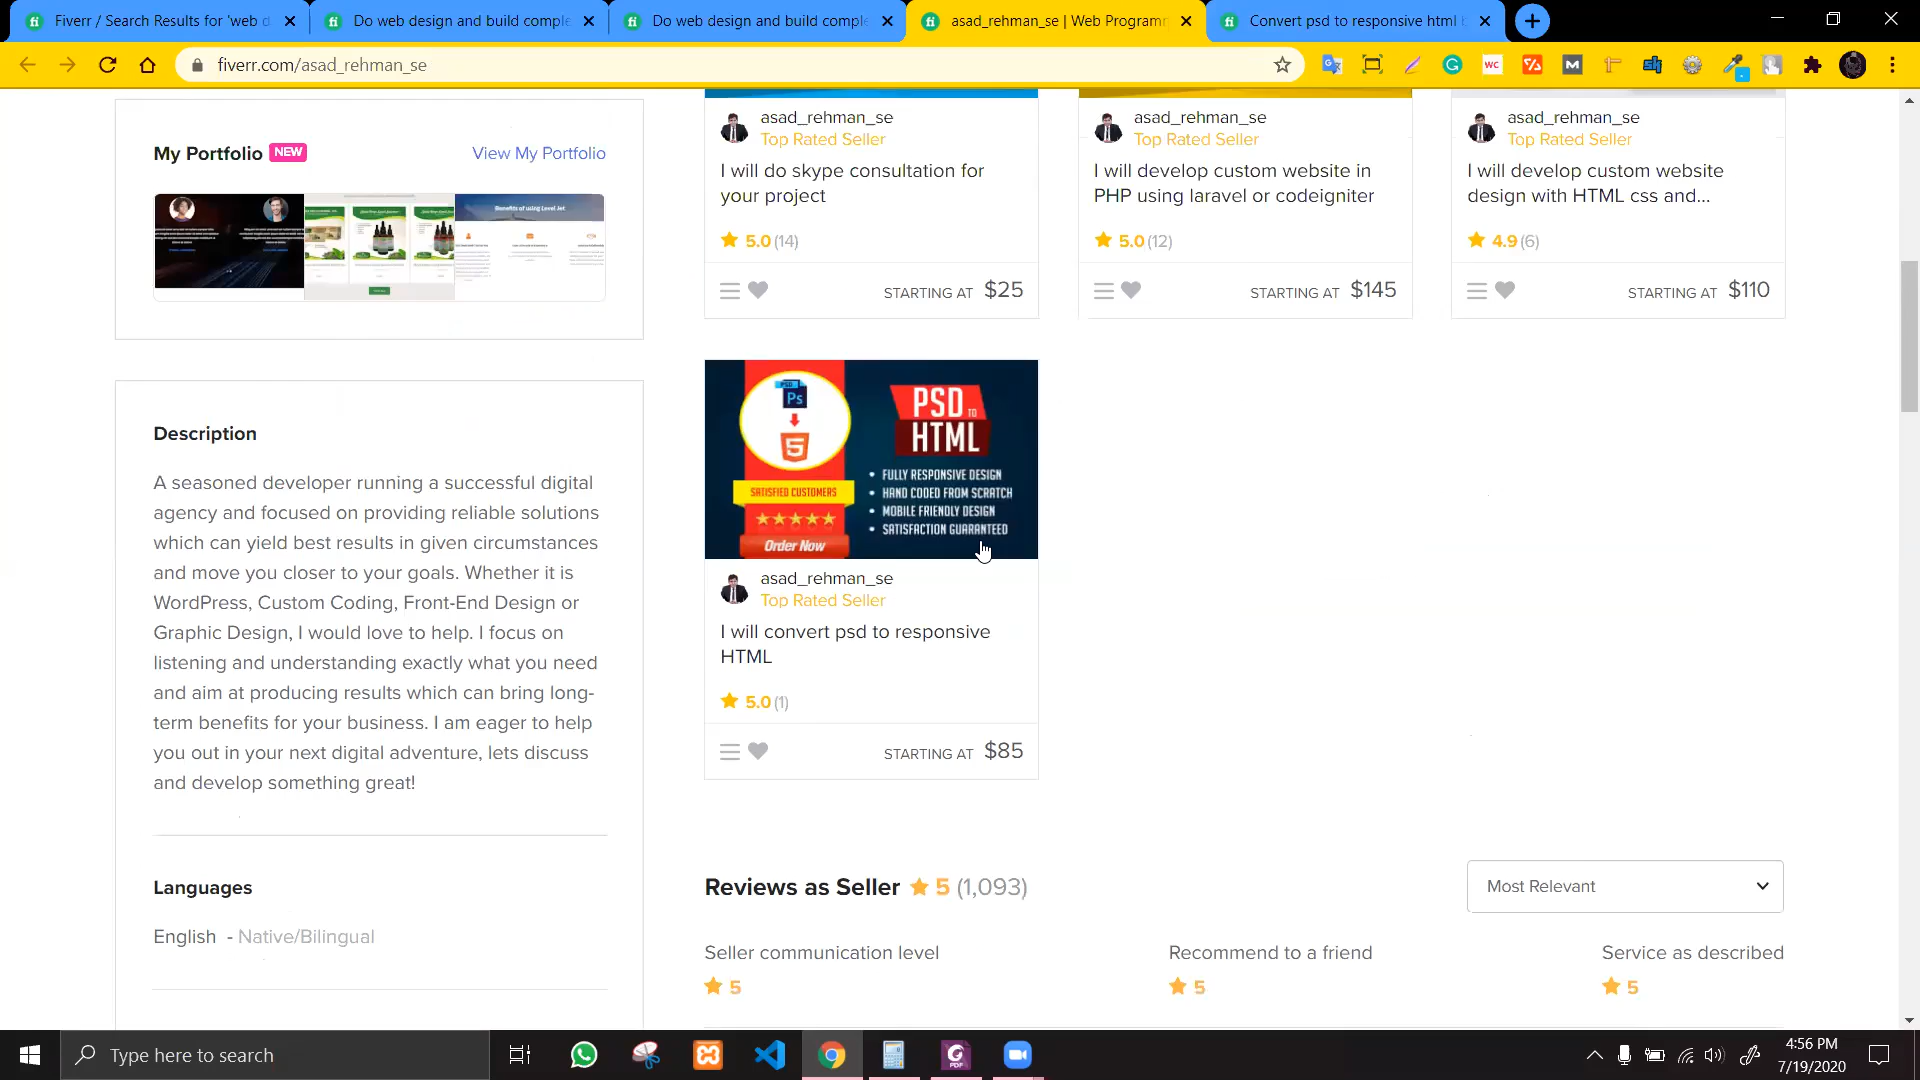 Fiverr / Search Results for 'web d
Do web design and build comple
Do web design and build comple
asad_rehman_se | Web Programm
Convert psd to responsive html b
fiverr.com/asad_rehman_se
My Portfolio NEW
View My Portfolio
Benefits of using Level Jet
Description
A seasoned developer running a successful digital
agency and focused on providing reliable solutions
which can yield best results in given circumstances
and move you closer to your goals. Whether it is
WordPress, Custom Coding, Front-End Design or
Graphic Design, I would love to help. I focus on
listening and understanding exactly what you need
and aim at producing results which can bring long-
term benefits for your business. I am eager to help
you out in your next digital adventure, lets discuss
and develop something great!
Languages
English - Native/Bilingual
asad_rehman_se
Top Rated Seller
I will do skype consultation for
your project
5.0 (14)
STARTING AT $25
asad_rehman_se
Top Rated Seller
I will develop custom website in
PHP using laravel or codeigniter
5.0 (12)
STARTING AT $145
asad_rehman_se
Top Rated Seller
I will develop custom website
design with HTML css and...
4.9 (6)
STARTING AT $110
PSD
Ps
5
PSD TO
HTML
• FULLY RESPONSIVE DESIGN
• HAND CODED FROM SCRATCH
• MOBILE FRIENDLY DESIGN
• SATISFACTION GUARANTEED
SATISFIED CUSTOMERS
Order Now
asad_rehman_se
Top Rated Seller
I will convert psd to responsive
HTML
5.0 (1)
STARTING AT $85
Reviews as Seller 5 (1,093)
Most Relevant
Seller communication level
5
Recommend to a friend
5
Service as described
5
Type here to search
4:56 PM
7/19/2020